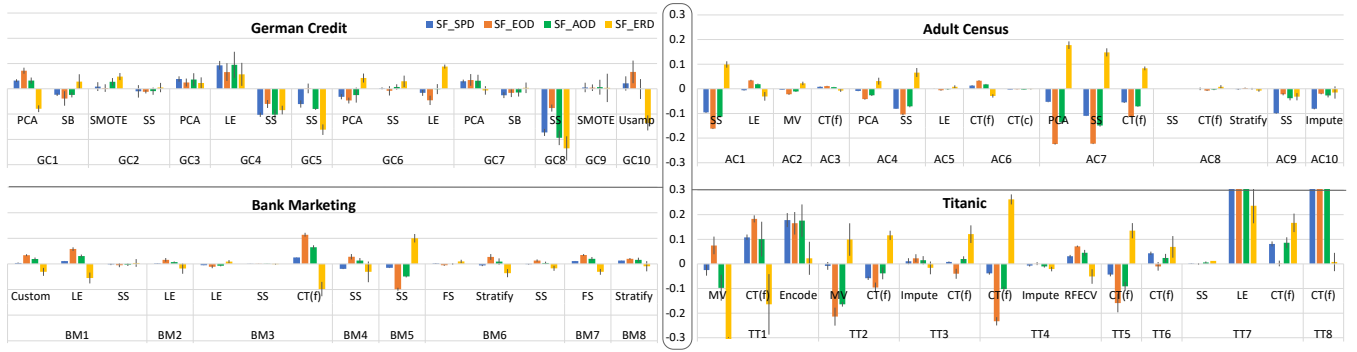 SF_SPD SF_EOD SF_AOD SF_ERD
German Credit
PCA SB SMOTE SS PCA LE SS SS PCA SS LE PCA SB SS SMOTE Usamp
GC1 GC2 GC3 GC4 GC5 GC6 GC7 GC8 GC9 GC10
0.3
0.2
0.1
0
-0.1
-0.2
-0.3
Adult Census
SS LE MV CT(f) PCA SS LE CT(f) CT(c) PCA SS CT(f) SS CT(f) Stratify SS Impute
AC1 AC2 AC3 AC4 AC5 AC6 AC7 AC8 AC9 AC10
Bank Marketing
Custom LE SS LE LE SS CT(f) SS SS FS Stratify SS FS Stratify
BM1 BM2 BM3 BM4 BM5 BM6 BM7 BM8
0.3
0.2
0.1
0
-0.1
-0.2
-0.3
Titanic
MV CT(f) Encode MV CT(f) Impute CT(f) CT(f) Impute RFECV CT(f) CT(f) SS LE CT(f) CT(f)
TT1 TT2 TT3 TT4 TT5 TT6 TT7 TT8